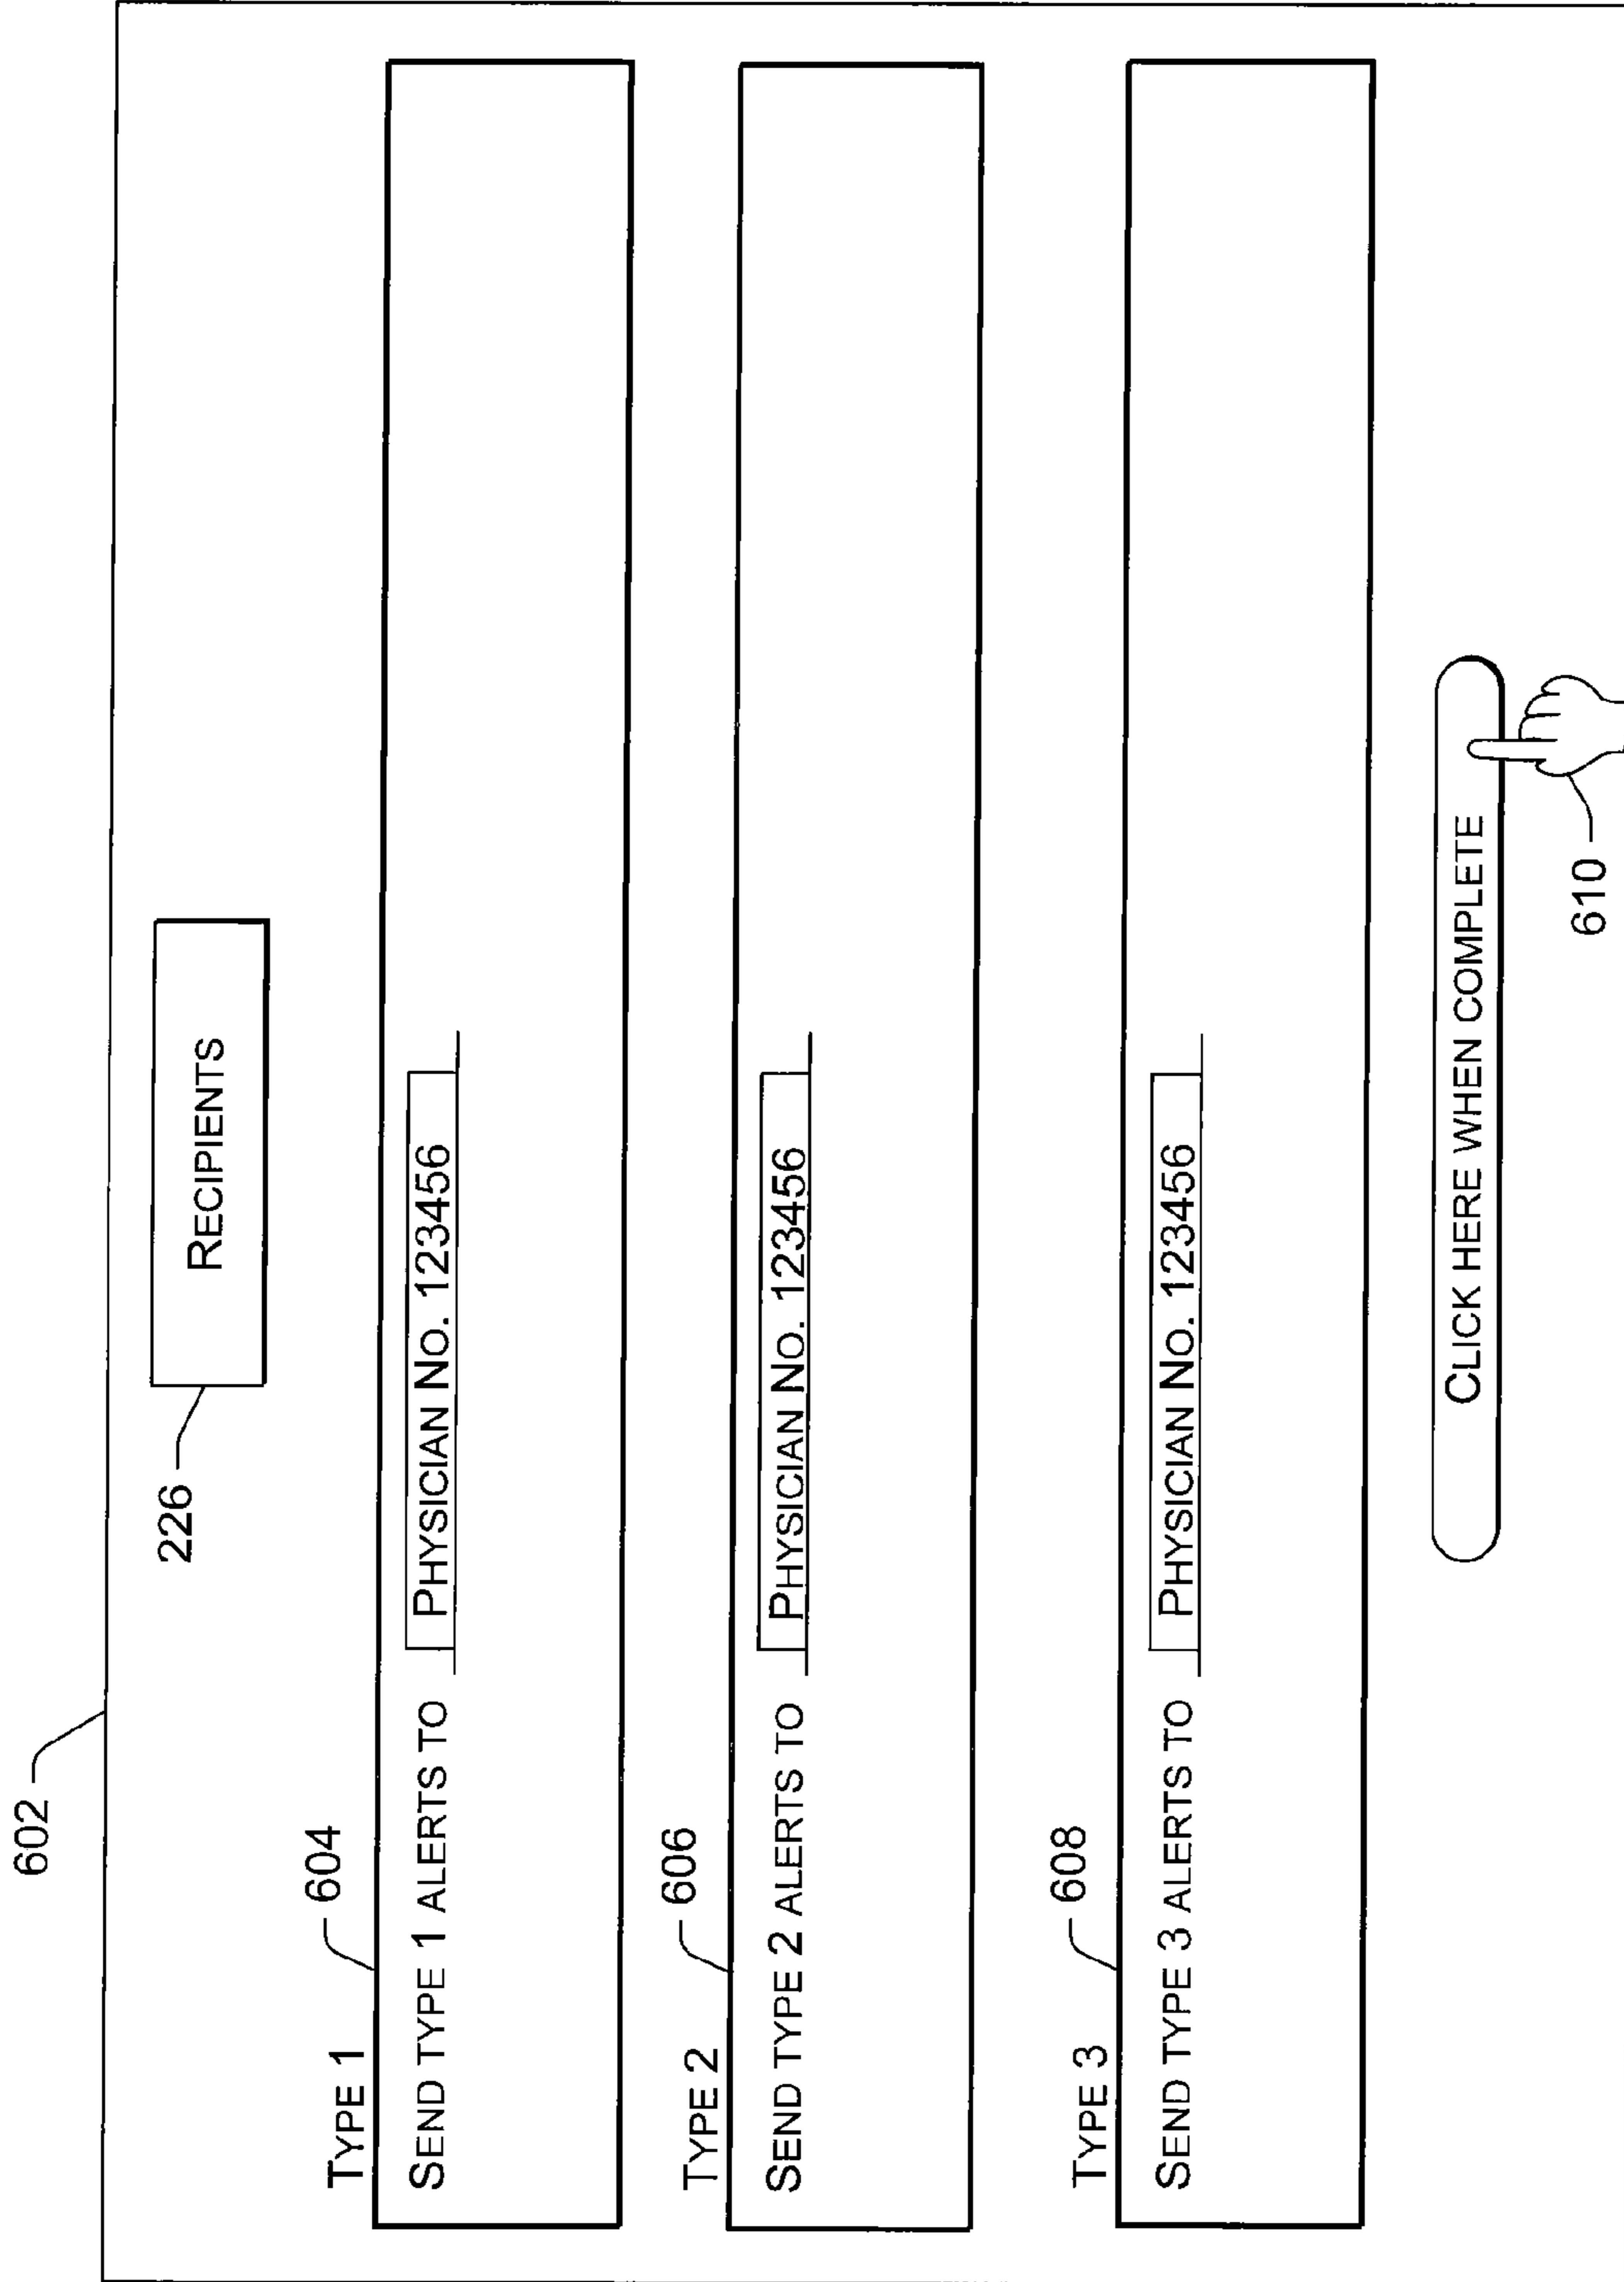 602
226
RECIPIENTS
TYPE 1
604
SEND TYPE 1 ALERTS TO PHYSICIAN NO. 123456
TYPE 2
606
SEND TYPE 2 ALERTS TO PHYSICIAN NO. 123456
TYPE 3
608
SEND TYPE 3 ALERTS TO PHYSICIAN NO. 123456
CLICK HERE WHEN COMPLETE
610